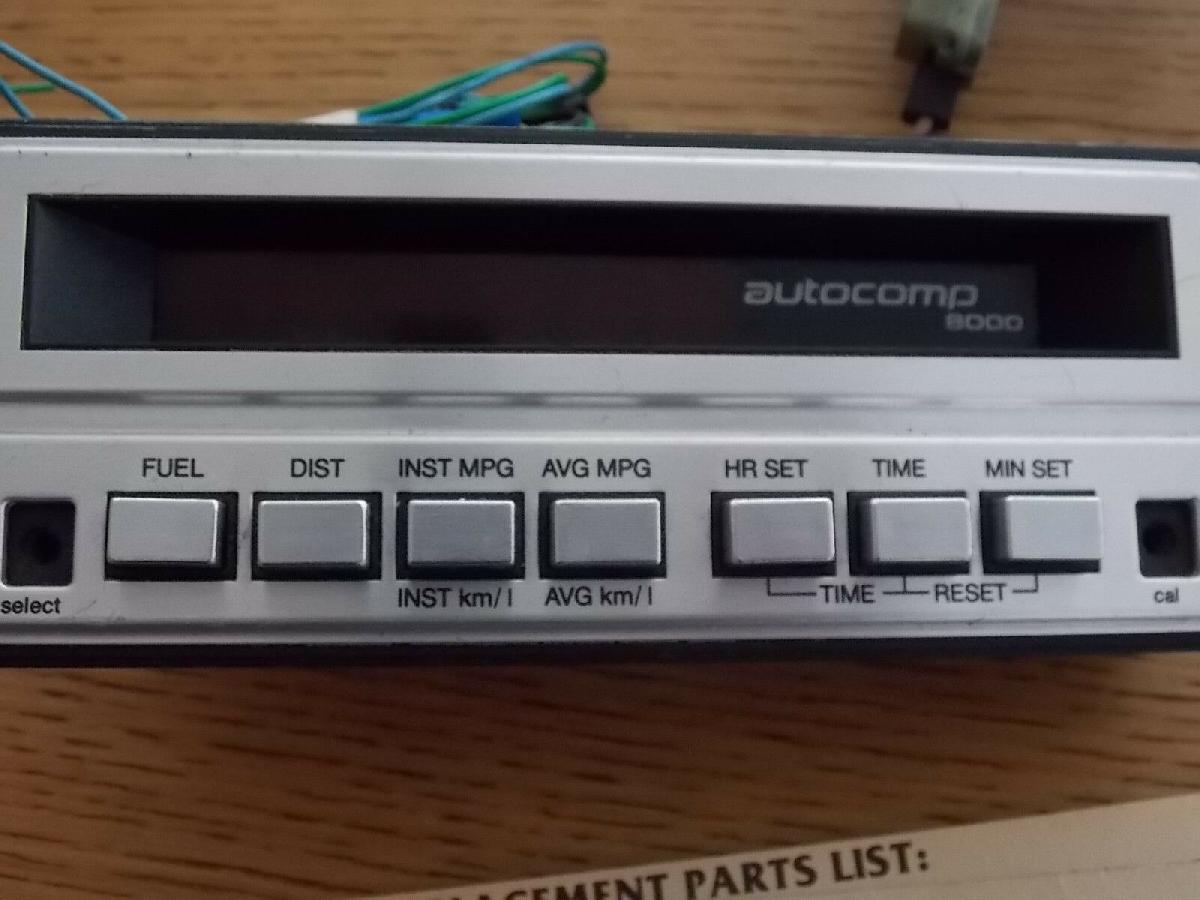 autocomp
8000
FUEL DIST INST MPG AVG MPG HR SET TIME MIN SET
select INST km/l AVG km/l TIME RESET cal
PARTS LIST: